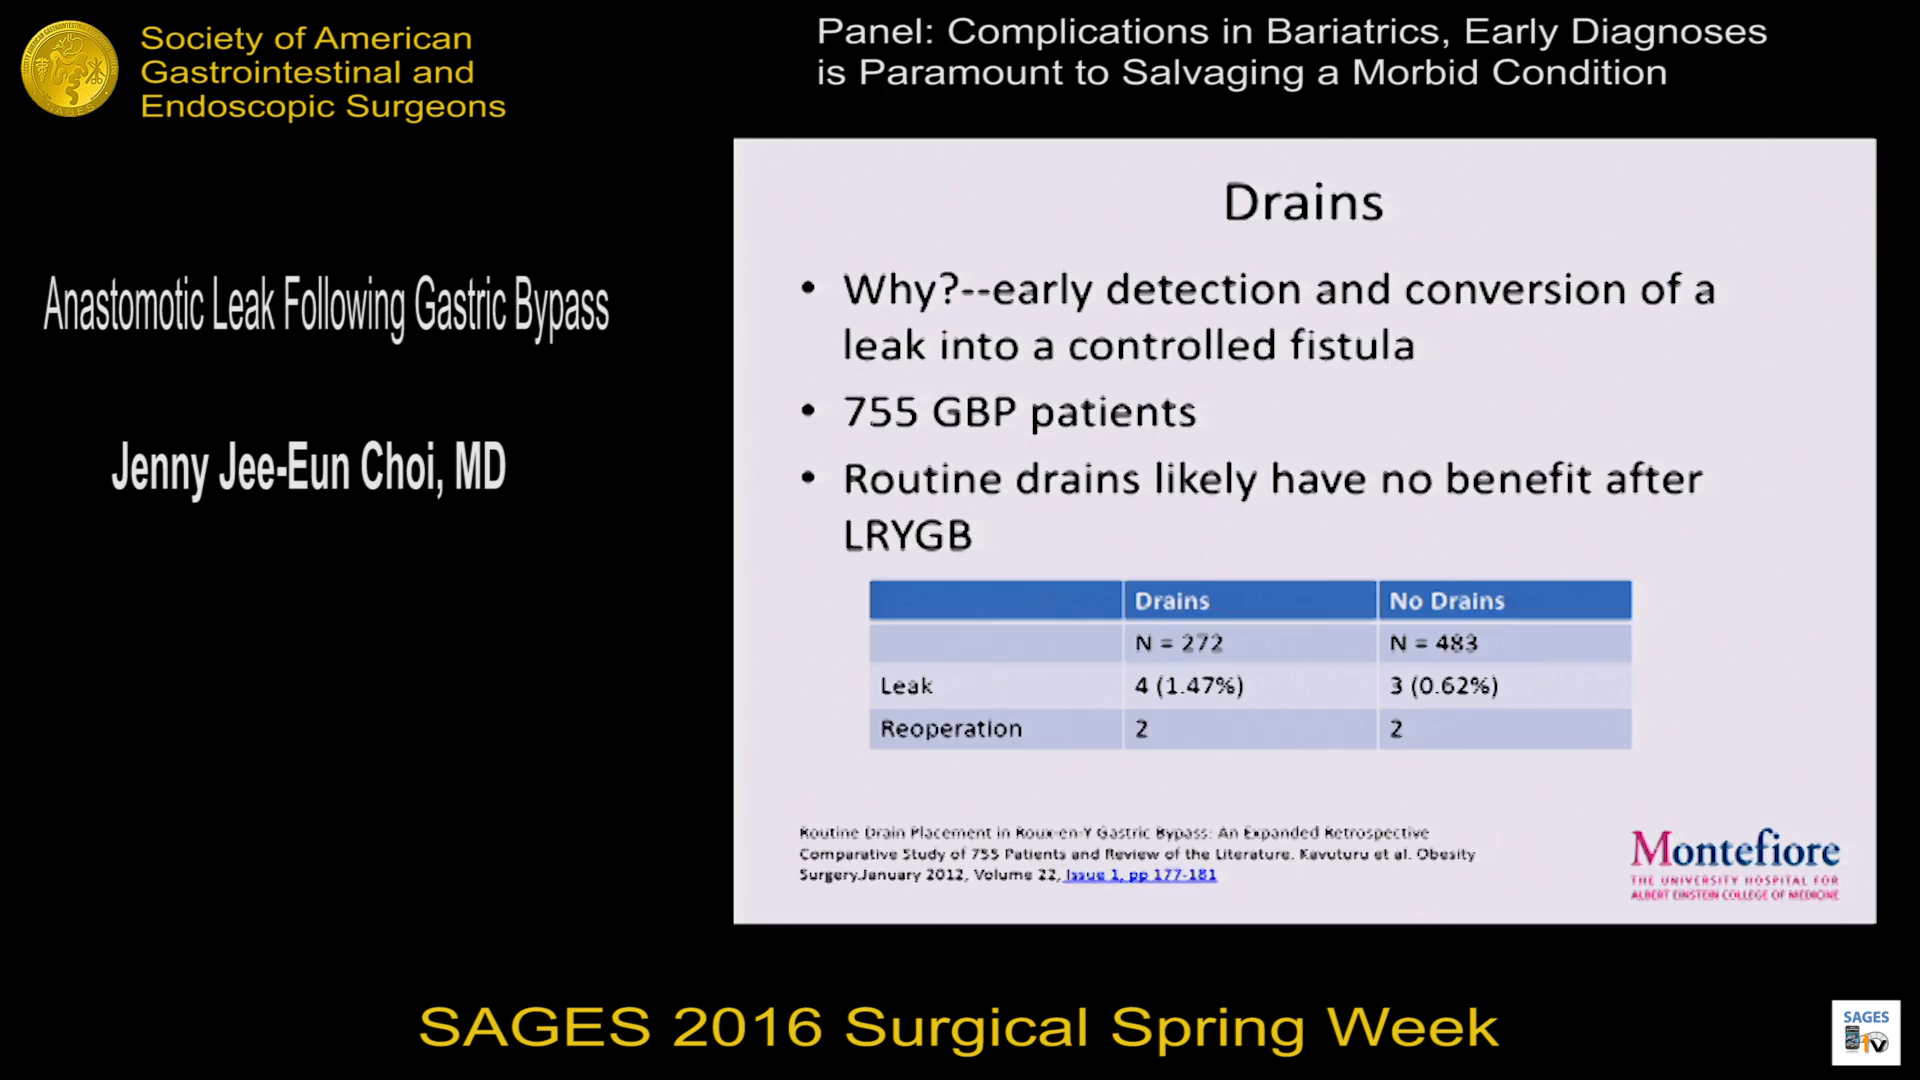 Society of American
Gastrointestinal and
Endoscopic Surgeons
Panel: Complications in Bariatrics, Early Diagnoses
is Paramount to Salvaging a Morbid Condition
Anastomotic Leak Following Gastric Bypass
Jenny Jee-Eun Choi, MD
Drains
• Why?--early detection and conversion of a
leak into a controlled fistula
• 755 GBP patients
• Routine drains likely have no benefit after
LRYGB
Drains No Drains
N = 272 N = 483
Leak 4 (1.47%) 3 (0.62%)
Reoperation 2 2
Routine Drain Placement in Roux-en-Y Gastric Bypass: An Expanded Retrospective
Comparative Study of 755 Patients and Review of the Literature. Kavuturu et al. Obesity
Surgery.January 2012, Volume 22, Issue 1, pp 177-181
Montefiore
THE UNIVERSITY HOSPITAL FOR
ALBERT EINSTEIN COLLEGE OF MEDICINE
SAGES 2016 Surgical Spring Week
SAGES
TV